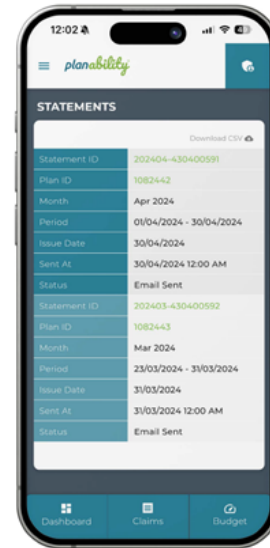 12:02
planability
STATEMENTS
Download CSV
Statement ID 202404-430400591
Plan ID 1082442
Month Apr 2024
Period 01/04/2024 - 30/04/2024
Issue Date 30/04/2024
Sent At 30/04/2024 12:00 AM
Status Email Sent
Statement ID 202403-430400592
Plan ID 1082443
Month Mar 2024
Period 23/03/2024 - 31/03/2024
Issue Date 31/03/2024
Sent At 31/03/2024 12:00 AM
Status Email Sent
Dashboard Claims Budget